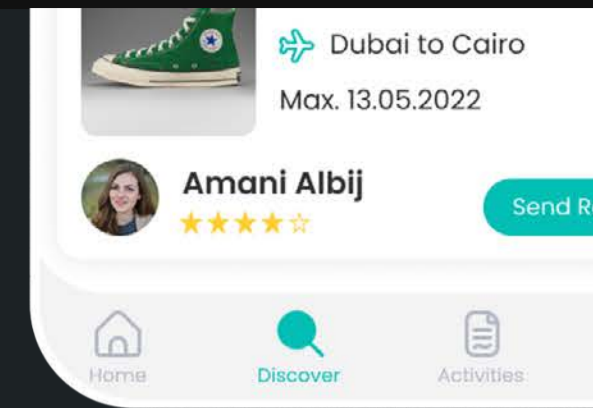 Dubai to Cairo
Max. 13.05.2022
Amani Albij
Send R
Home
Discover
Activities